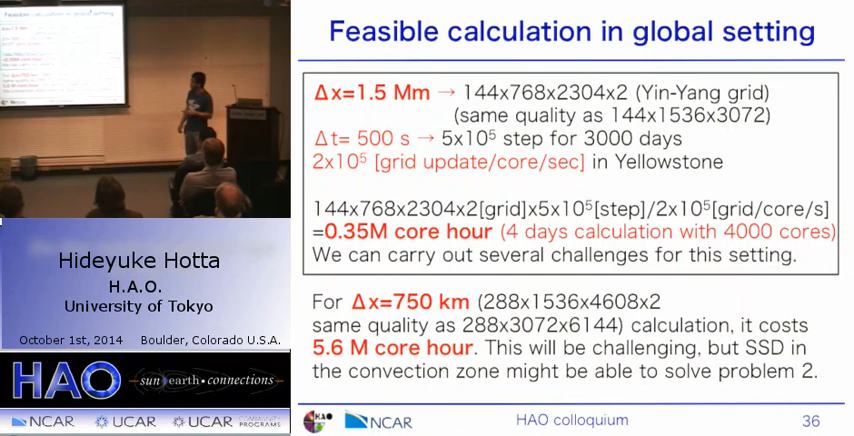 Feasible calculation in global setting
Δx=1.5 Mm → 144x768x2304x2 (Yin-Yang grid)
(same quality as 144x1536x3072)
Δt= 500 s → 5x10⁵ step for 3000 days
2x10⁵ [grid update/core/sec] in Yellowstone
144x768x2304x2[grid]x5x10⁵[step]/2x10⁵[grid/core/s]
=0.35M core hour (4 days calculation with 4000 cores)
We can carry out several challenges for this setting.
For Δx=750 km (288x1536x4608x2
same quality as 288x3072x6144) calculation, it costs
5.6 M core hour. This will be challenging, but SSD in
the convection zone might be able to solve problem 2.
HAO
NCAR
HAO colloquium
36
Hideyuke Hotta
H.A.O.
University of Tokyo
October 1st, 2014 Boulder, Colorado U.S.A.
HAO
sun earth • connections
NCAR
UCAR
UCAR COMMUNITY
PROGRAMS